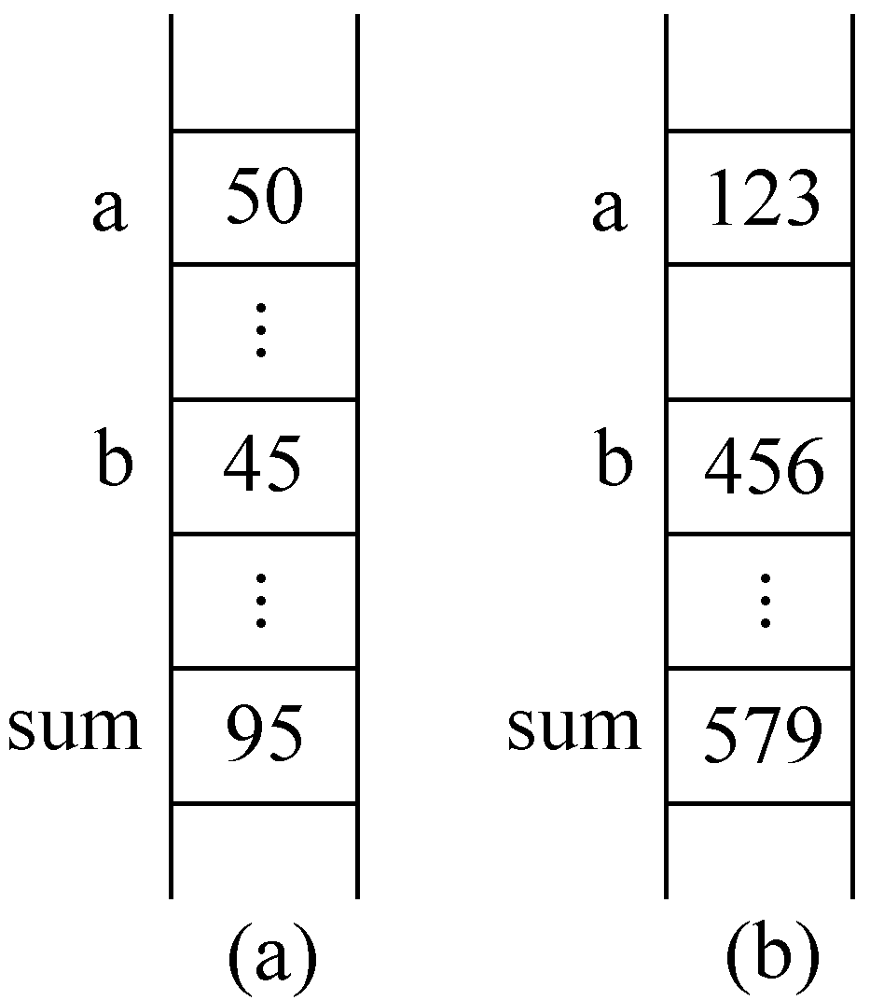 a 50 a 123
⋮
b 45 b 456
⋮ ⋮
sum 95 sum 579
(a) (b)